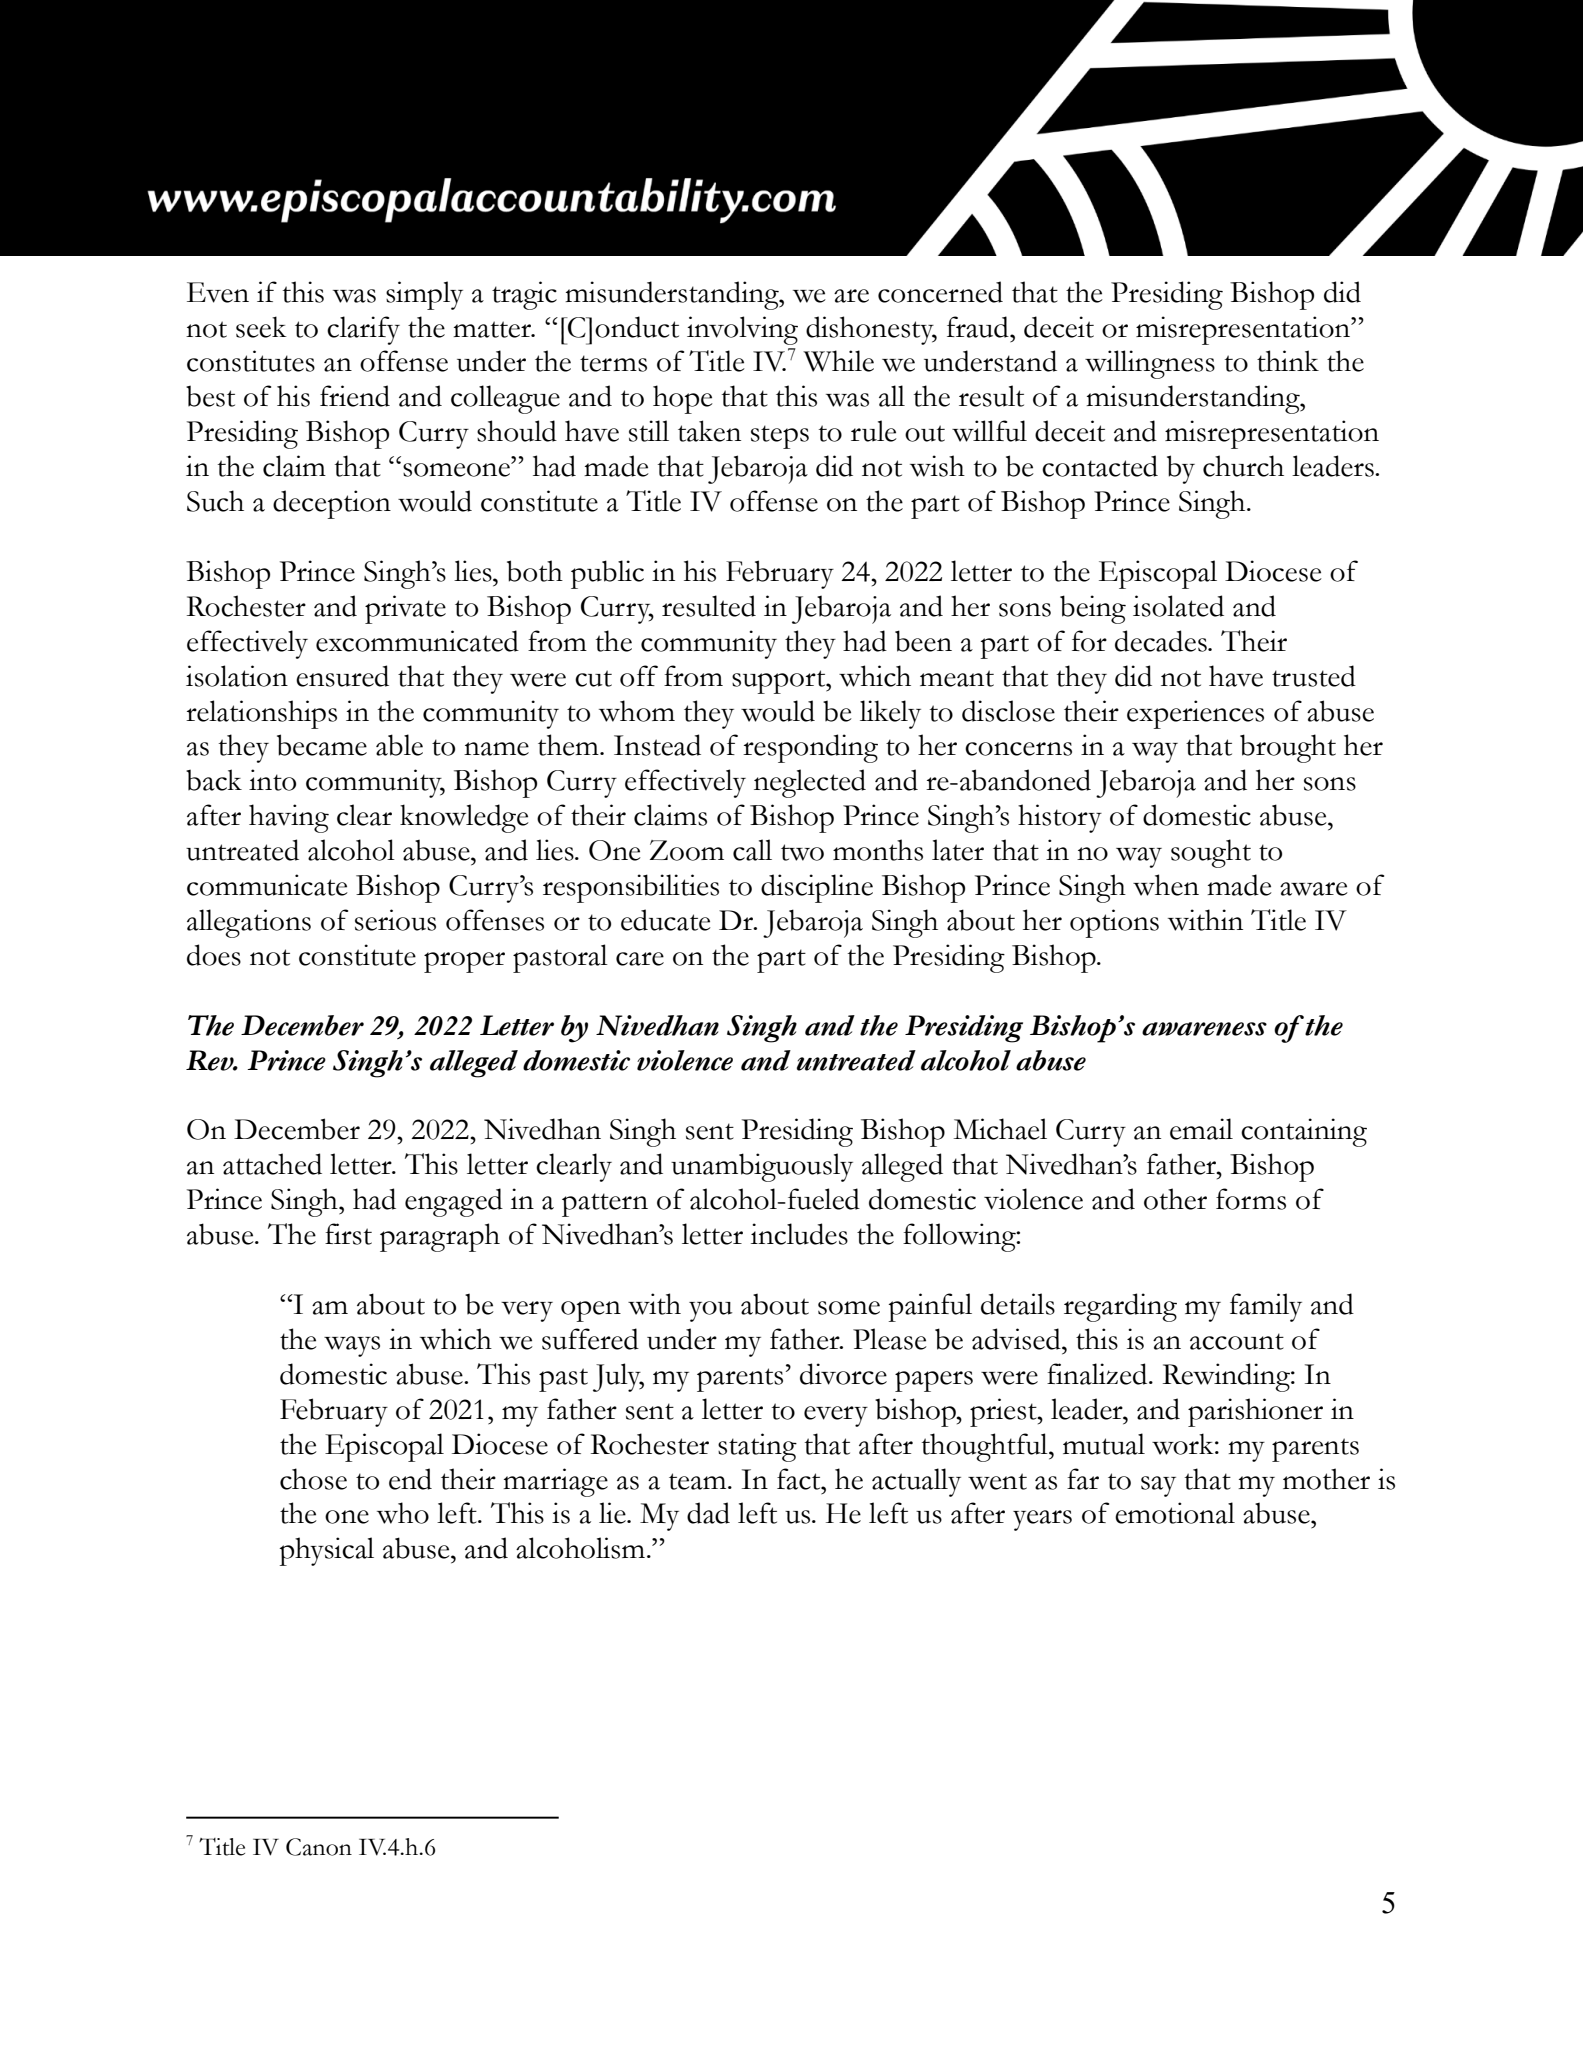 www.episcopalaccountability.com
Even if this was simply a tragic misunderstanding, we are concerned that the Presiding Bishop did
not seek to clarify the matter. “[C]onduct involving dishonesty, fraud, deceit or misrepresentation”
constitutes an offense under the terms of Title IV.7 While we understand a willingness to think the
best of his friend and colleague and to hope that this was all the result of a misunderstanding,
Presiding Bishop Curry should have still taken steps to rule out willful deceit and misrepresentation
in the claim that “someone” had made that Jebaroja did not wish to be contacted by church leaders.
Such a deception would constitute a Title IV offense on the part of Bishop Prince Singh.
Bishop Prince Singh’s lies, both public in his February 24, 2022 letter to the Episcopal Diocese of
Rochester and private to Bishop Curry, resulted in Jebaroja and her sons being isolated and
effectively excommunicated from the community they had been a part of for decades. Their
isolation ensured that they were cut off from support, which meant that they did not have trusted
relationships in the community to whom they would be likely to disclose their experiences of abuse
as they became able to name them. Instead of responding to her concerns in a way that brought her
back into community, Bishop Curry effectively neglected and re-abandoned Jebaroja and her sons
after having clear knowledge of their claims of Bishop Prince Singh’s history of domestic abuse,
untreated alcohol abuse, and lies. One Zoom call two months later that in no way sought to
communicate Bishop Curry’s responsibilities to discipline Bishop Prince Singh when made aware of
allegations of serious offenses or to educate Dr. Jebaroja Singh about her options within Title IV
does not constitute proper pastoral care on the part of the Presiding Bishop.
The December 29, 2022 Letter by Nivedhan Singh and the Presiding Bishop’s awareness of the
Rev. Prince Singh’s alleged domestic violence and untreated alcohol abuse
On December 29, 2022, Nivedhan Singh sent Presiding Bishop Michael Curry an email containing
an attached letter. This letter clearly and unambiguously alleged that Nivedhan’s father, Bishop
Prince Singh, had engaged in a pattern of alcohol-fueled domestic violence and other forms of
abuse. The first paragraph of Nivedhan’s letter includes the following:
“I am about to be very open with you about some painful details regarding my family and
the ways in which we suffered under my father. Please be advised, this is an account of
domestic abuse. This past July, my parents’ divorce papers were finalized. Rewinding: In
February of 2021, my father sent a letter to every bishop, priest, leader, and parishioner in
the Episcopal Diocese of Rochester stating that after thoughtful, mutual work: my parents
chose to end their marriage as a team. In fact, he actually went as far to say that my mother is
the one who left. This is a lie. My dad left us. He left us after years of emotional abuse,
physical abuse, and alcoholism.”
7 Title IV Canon IV.4.h.6
5